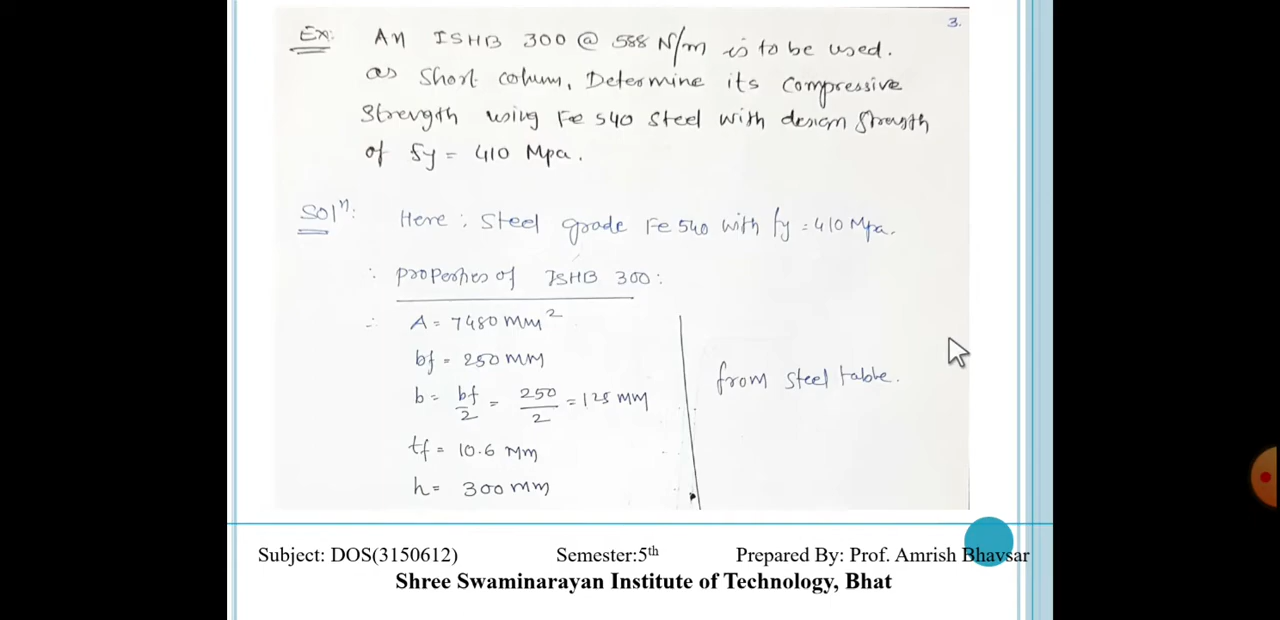 3.
Ex: An ISHB 300 @ 588 N/m is to be used.
as short column, Determine its compressive
strength using Fe 540 steel with design strength
of fy = 410 Mpa.
Soln: Here : Steel grade Fe 540 with fy = 410 Mpa.
∴ properties of ISHB 300:
∴ A = 7480 mm²
bf = 250 mm
b = bf/2 = 250/2 = 125 mm
from steel table.
tf = 10.6 mm
h = 300 mm
Subject: DOS(3150612) Semester:5th Prepared By: Prof. Amrish Bhavsar
Shree Swaminarayan Institute of Technology, Bhat